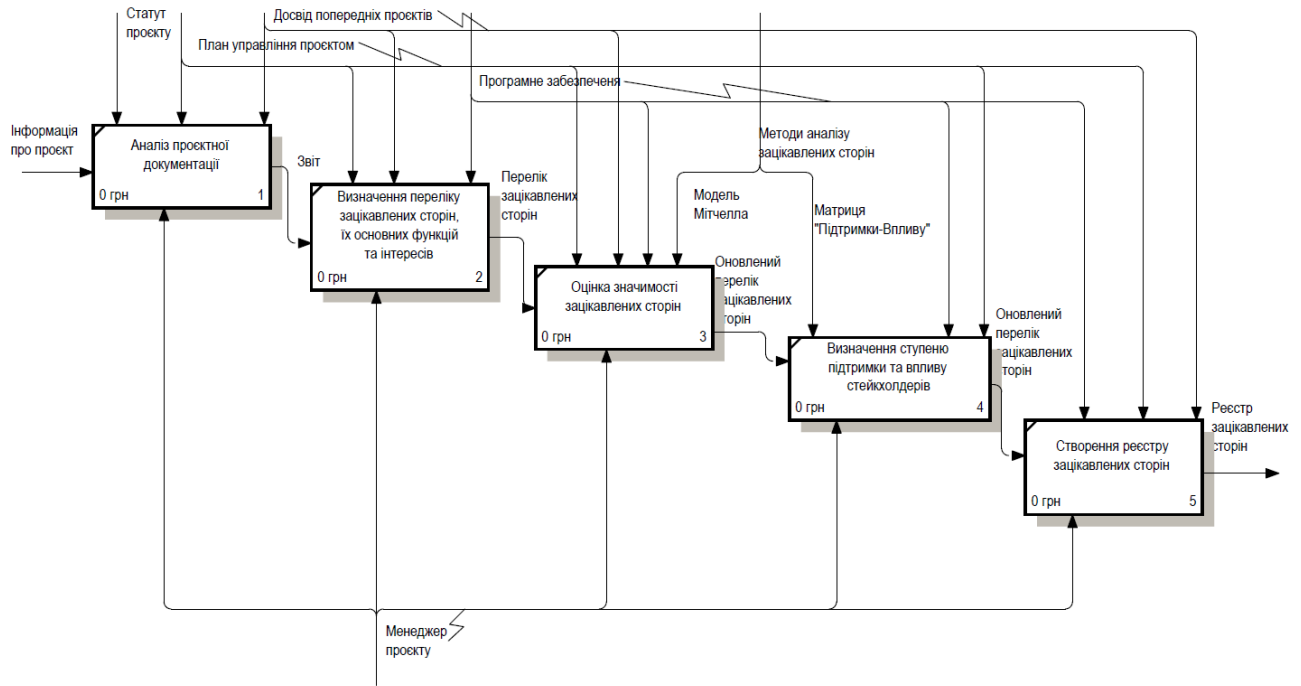 Статут
проєкту
Досвід попередніх проєктів
План управління проєктом
Програмне забезпеченя
Інформація
про проєкт
Аналіз проєктної
документації
0 грн
1
Звіт
Методи аналізу
зацікавлених сторін
Визначення переліку
зацікавлених сторін,
їх основних функцій
та інтересів
0 грн
2
Перелік
зацікавлених
сторін
Модель
Мітчелла
Матриця
"Підтримки-Впливу"
Оцінка значимості
зацікавлених сторін
0 грн
3
Оновлений
перелік
зацікавлених
сторін
Визначення ступеню
підтримки та впливу
стейкхолдерів
0 грн
4
Оновлений
перелік
зацікавлених
сторін
Створення реєстру
зацікавлених сторін
0 грн
5
Реєстр
зацікавлених
сторін
Менеджер
проєкту